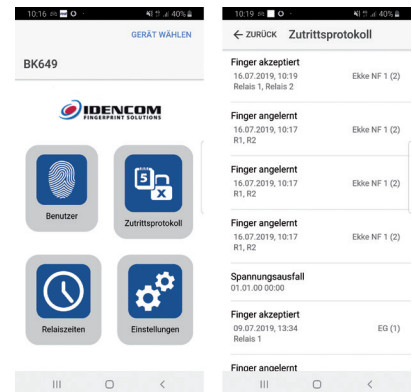 10:16
40%
GERÄT WÄHLEN
BK649
IDENCOM
FINGERPRINT SOLUTIONS
5
X
Benutzer
Zutrittsprotokoll
Relaiszeiten
Einstellungen
10:19
40%
ZURÜCK Zutrittsprotokoll
Finger akzeptiert
16.07.2019, 10:19 Ekke NF 1 (2)
Relais 1, Relais 2
Finger angelernt
16.07.2019, 10:17 Ekke NF 1 (2)
R1, R2
Finger angelernt
16.07.2019, 10:17 Ekke NF 1 (2)
R1, R2
Finger angelernt
16.07.2019, 10:17 Ekke NF 1 (2)
R1, R2
Spannungsausfall
01.01.00 00:00
Finger akzeptiert
09.07.2019, 13:34 EG (1)
Relais 1
Finger angelernt